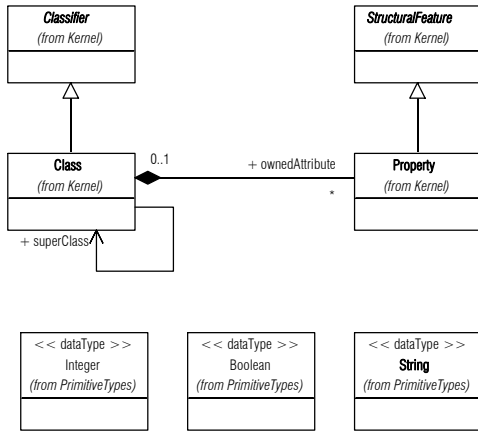 Classifier
(from Kernel)
StructuralFeature
(from Kernel)
Class
(from Kernel)
0..1
+ ownedAttribute
*
Property
(from Kernel)
+ superClass
<< dataType >>
Integer
(from PrimitiveTypes)
<< dataType >>
Boolean
(from PrimitiveTypes)
<< dataType >>
String
(from PrimitiveTypes)